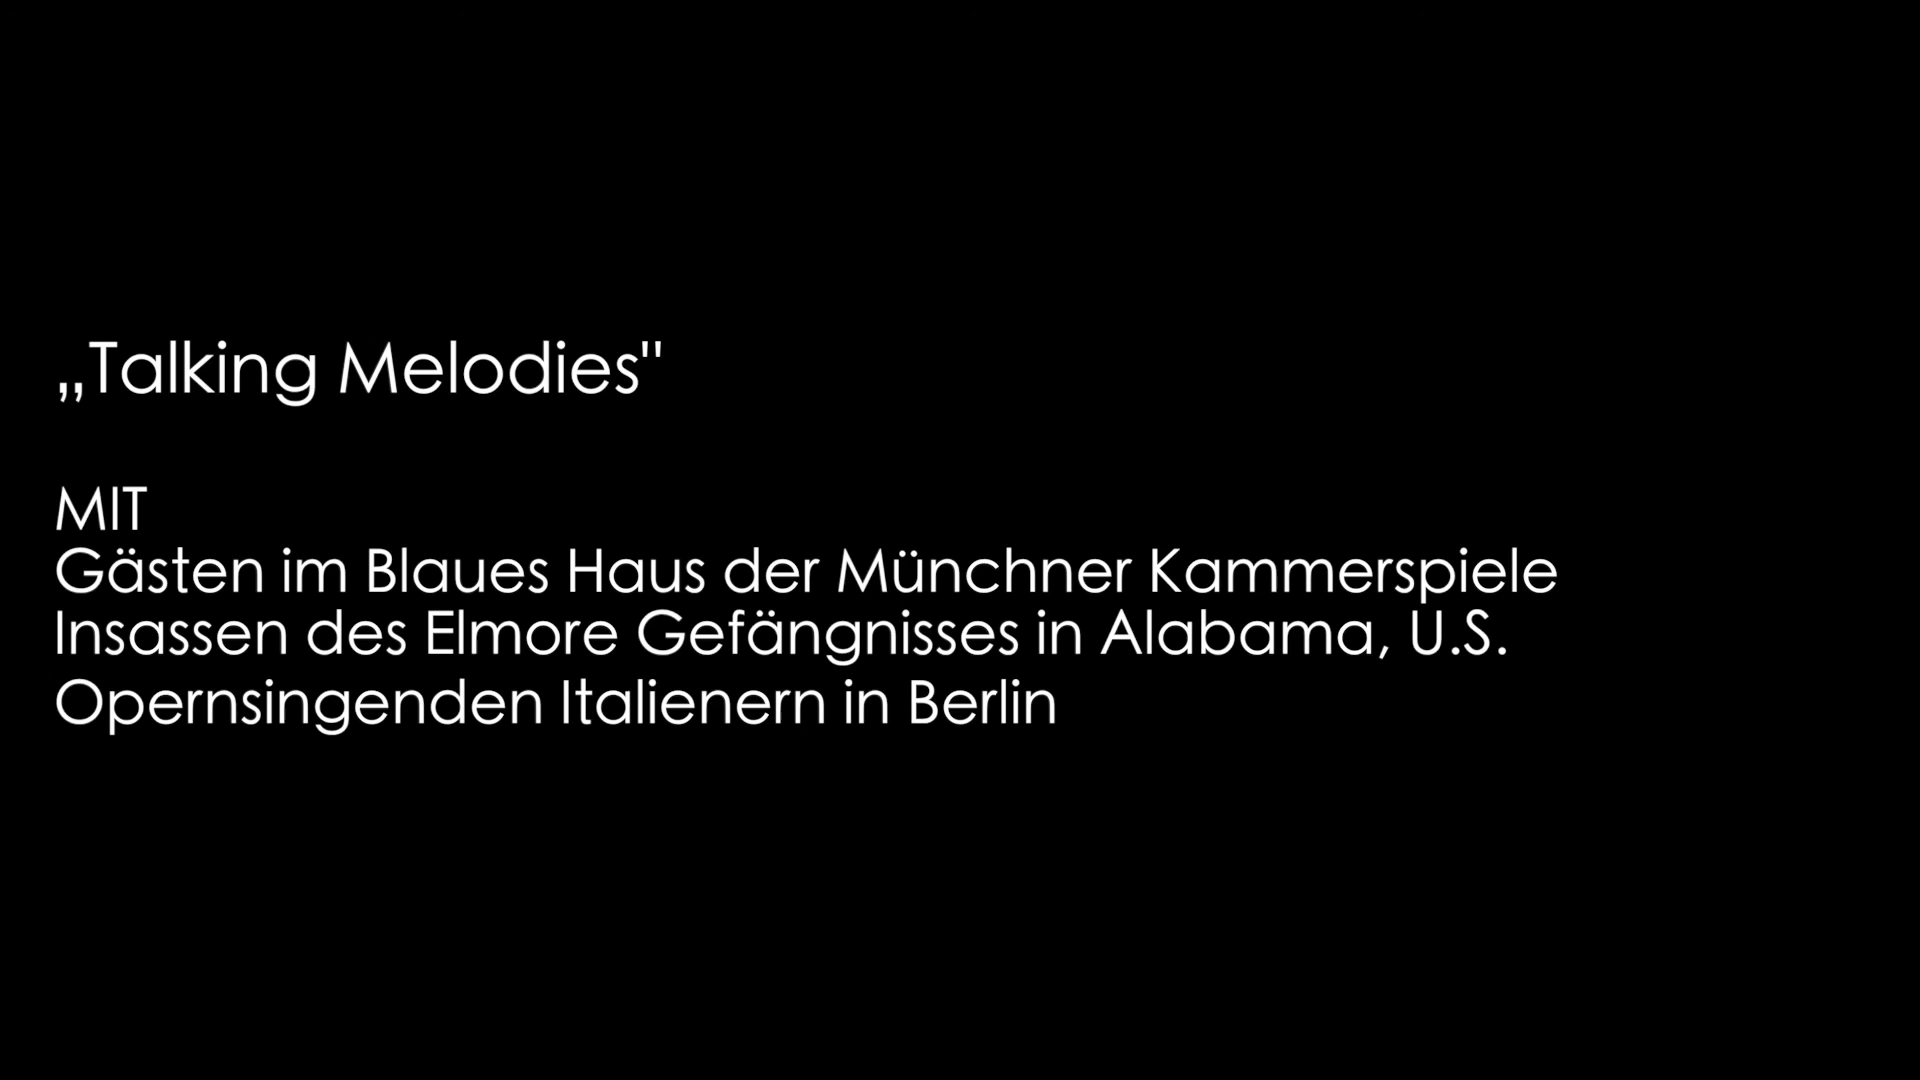 „Talking Melodies"
MIT
Gästen im Blaues Haus der Münchner Kammerspiele
Insassen des Elmore Gefängnisses in Alabama, U.S.
Opernsingenden Italienern in Berlin